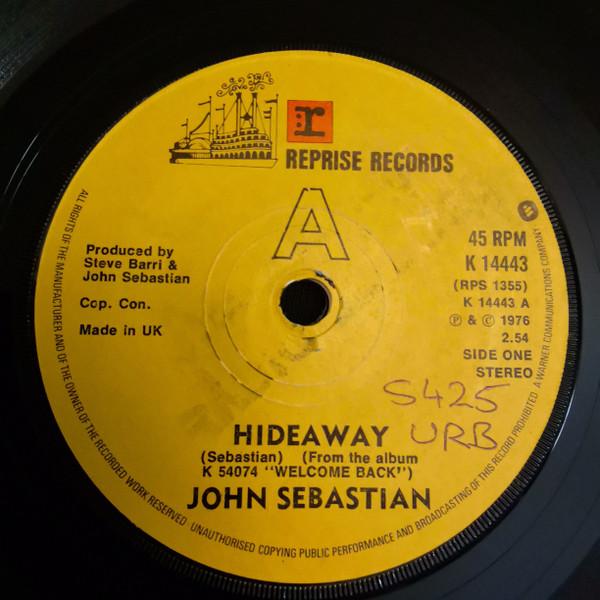 r:
REPRISE RECORDS
A
Produced by
Steve Barri &
John Sebastian
Cop. Con.
Made in UK
45 RPM
K 14443
(RPS 1355)
K 14443 A
Ⓟ & © 1976
2.54
SIDE ONE
STEREO
S425
URB
HIDEAWAY
(Sebastian) (From the album
K 54074 "WELCOME BACK")
JOHN SEBASTIAN
ALL RIGHTS OF THE MANUFACTURER AND OF THE OWNER OF THE RECORDED WORK RESERVED UNAUTHORISED COPYING PUBLIC PERFORMANCE AND BROADCASTING OF THIS RECORD PROHIBITED A WARNER COMMUNICATIONS COMPANY